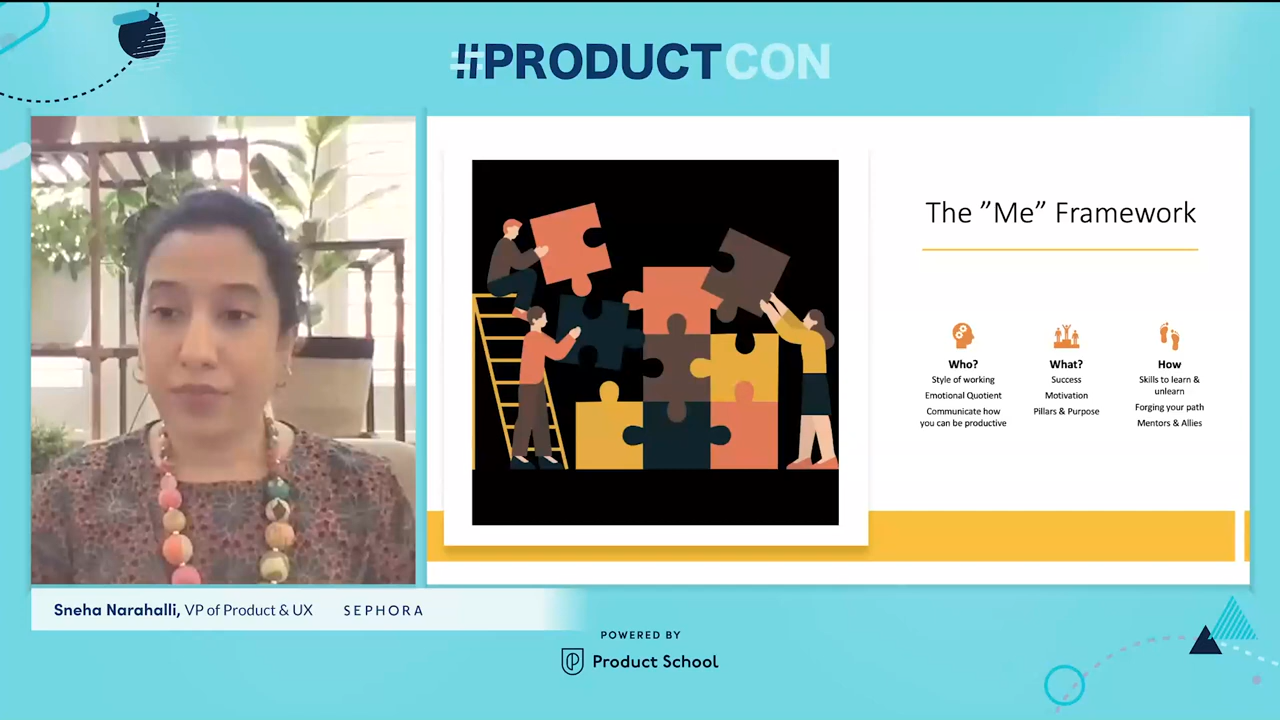 #PRODUCTCON
The ”Me” Framework
Who?
Style of working
Emotional Quotient
Communicate how
you can be productive
What?
Success
Motivation
Pillars & Purpose
How
Skills to learn &
unlearn
Forging your path
Mentors & Allies
Sneha Narahalli, VP of Product & UX SEPHORA
POWERED BY
Product School